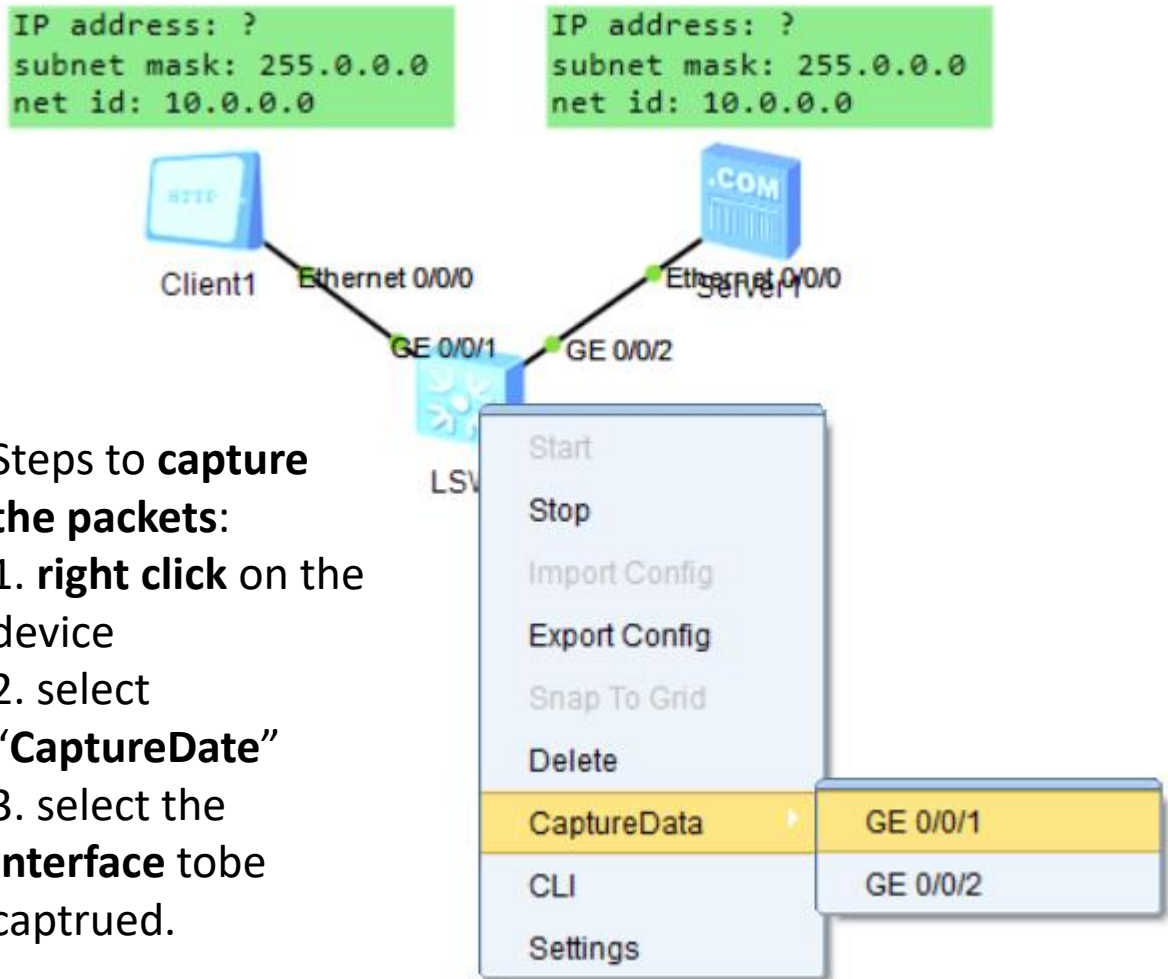 IP address: ?
subnet mask: 255.0.0.0
net id: 10.0.0.0
IP address: ?
subnet mask: 255.0.0.0
net id: 10.0.0.0
HTTP
.COM
Client1
Ethernet 0/0/0
Ethernet 0/0/0
Server1
GE 0/0/1
GE 0/0/2
LSW
Steps to capture
the packets:
1. right click on the
device
2. select
“CaptureDate”
3. select the
interface tobe
captrued.
Start
Stop
Import Config
Export Config
Snap To Grid
Delete
CaptureData
CLI
Settings
GE 0/0/1
GE 0/0/2